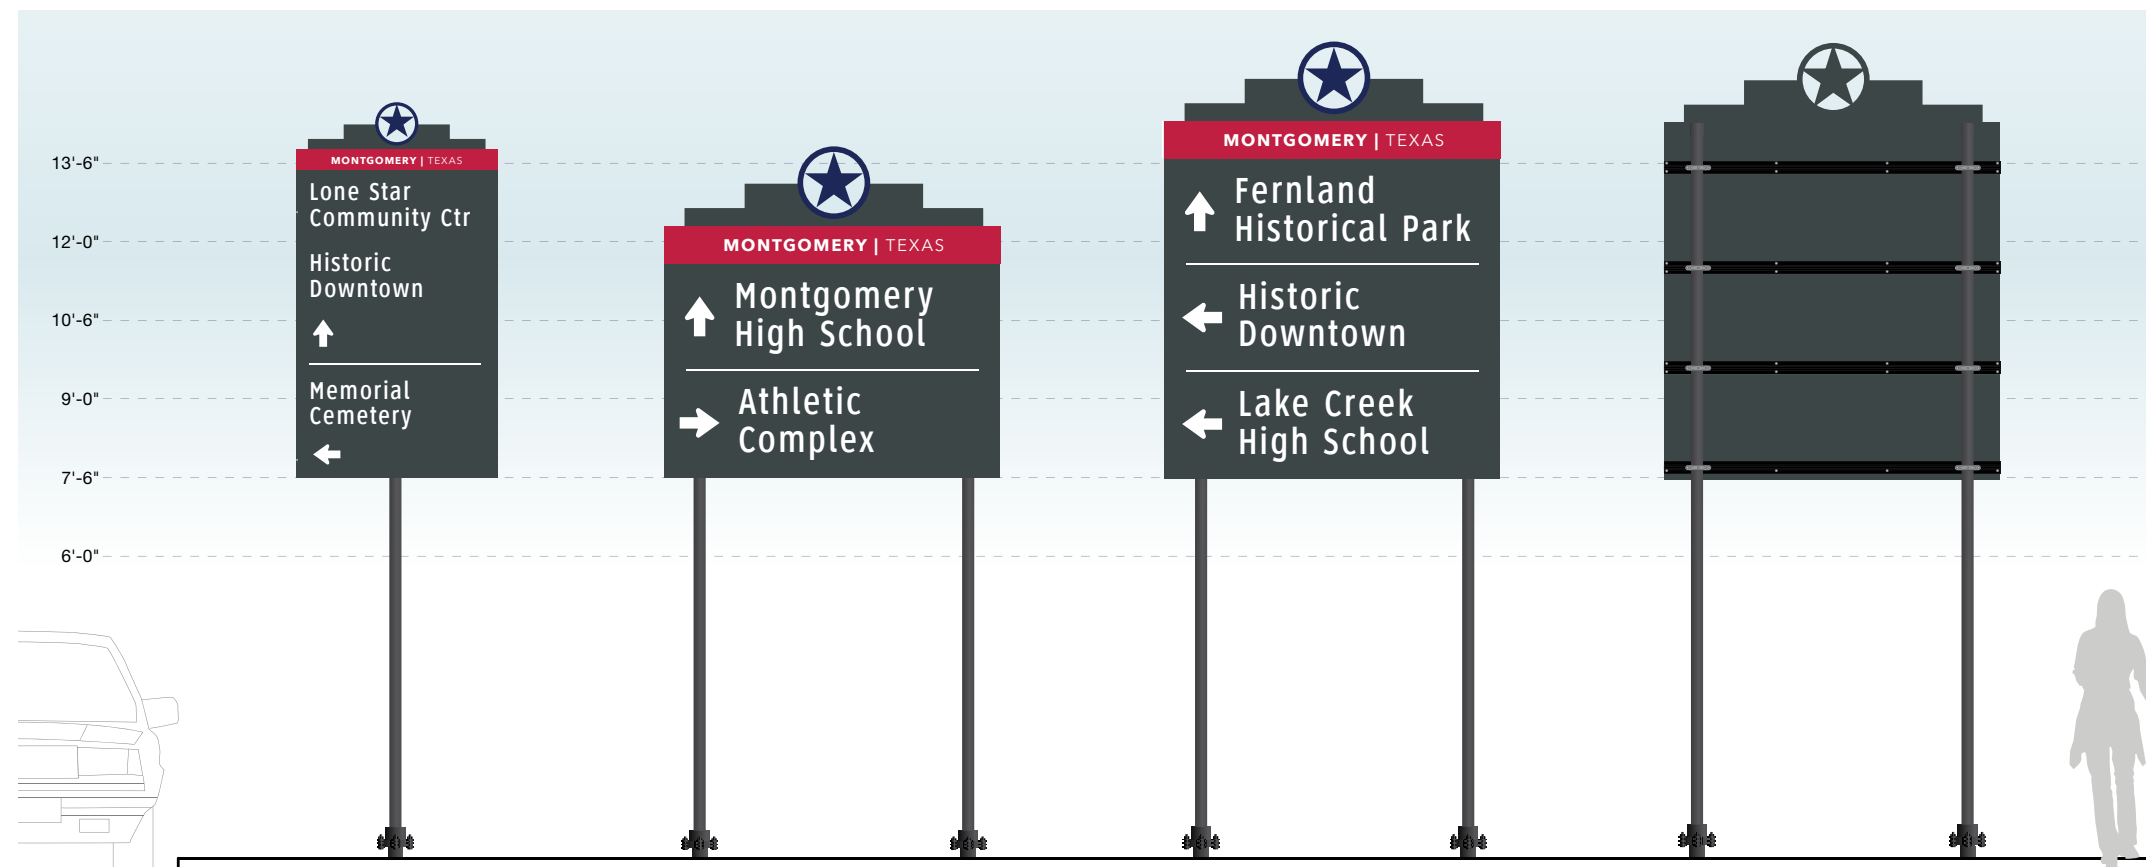 13'-6"
12'-0"
10'-6"
9'-0"
7'-6"
6'-0"
MONTGOMERY | TEXAS
Lone Star
Community Ctr
Historic
Downtown
Memorial
Cemetery
MONTGOMERY | TEXAS
Montgomery
High School
Athletic
Complex
MONTGOMERY | TEXAS
Fernland
Historical Park
Historic
Downtown
Lake Creek
High School